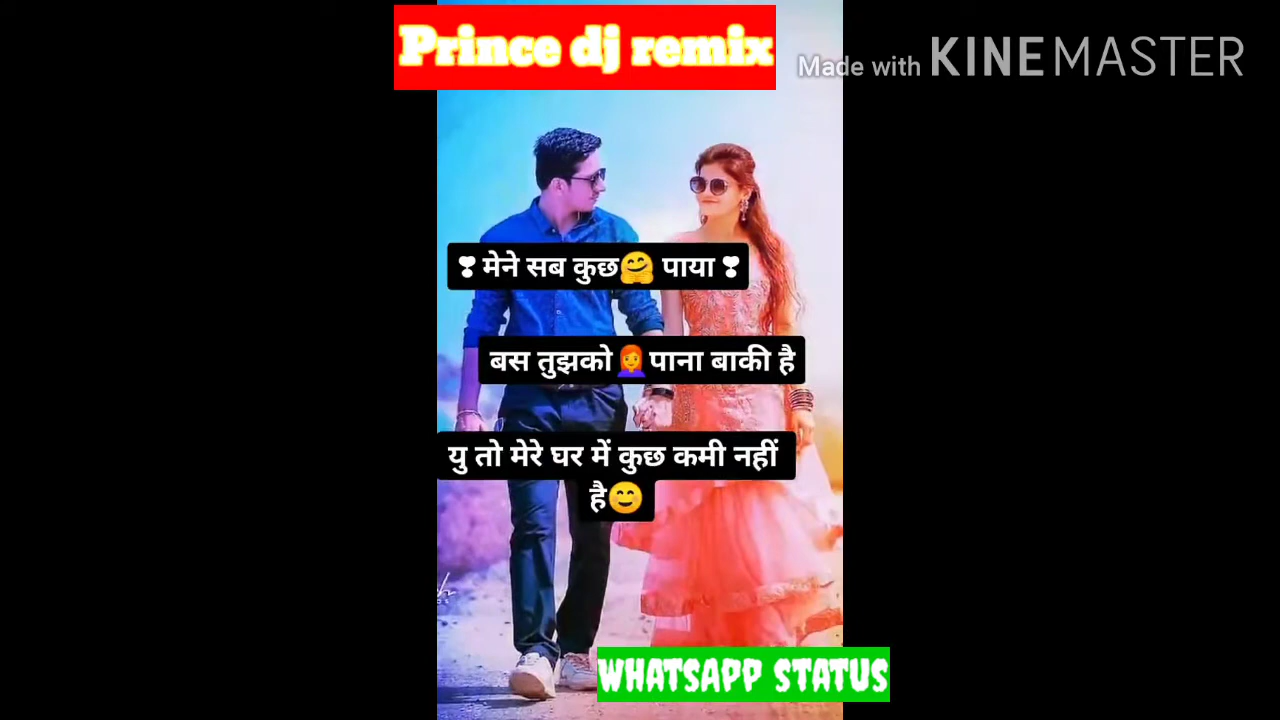 Prince dj remix
Made with KINEMASTER
❣मेने सब कुछ🤗 पाया❣
बस तुझको👩‍🦰पाना बाकी है
यु तो मेरे घर में कुछ कमी नहीं
है😊
WHATSAPP STATUS